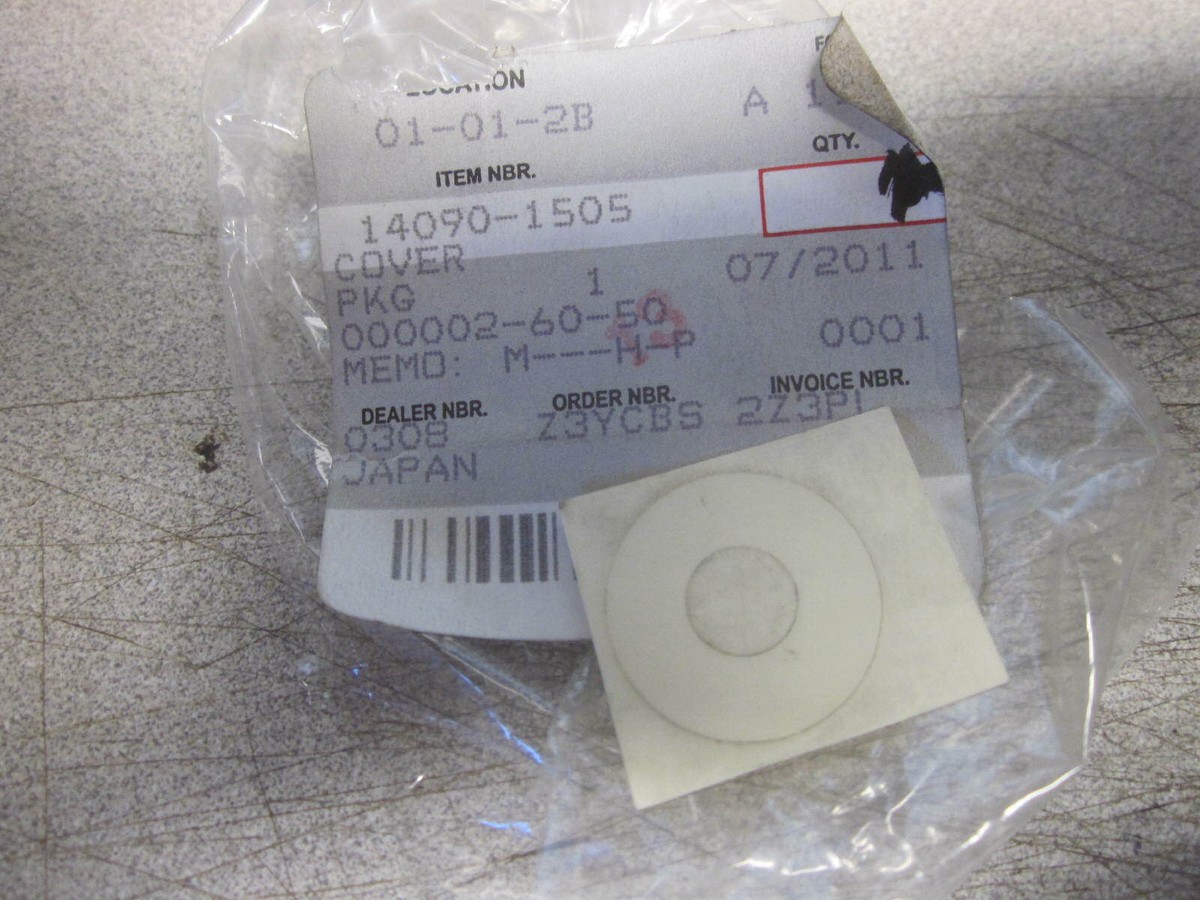 LOCATION
01-01-2B A
QTY.
ITEM NBR.
14090-1505
COVER
PKG 1 07/2011
000002-60-50
MEMO: M---H-P 0001
DEALER NBR. ORDER NBR. INVOICE NBR.
0308 Z3YCBS 2Z3PL
JAPAN